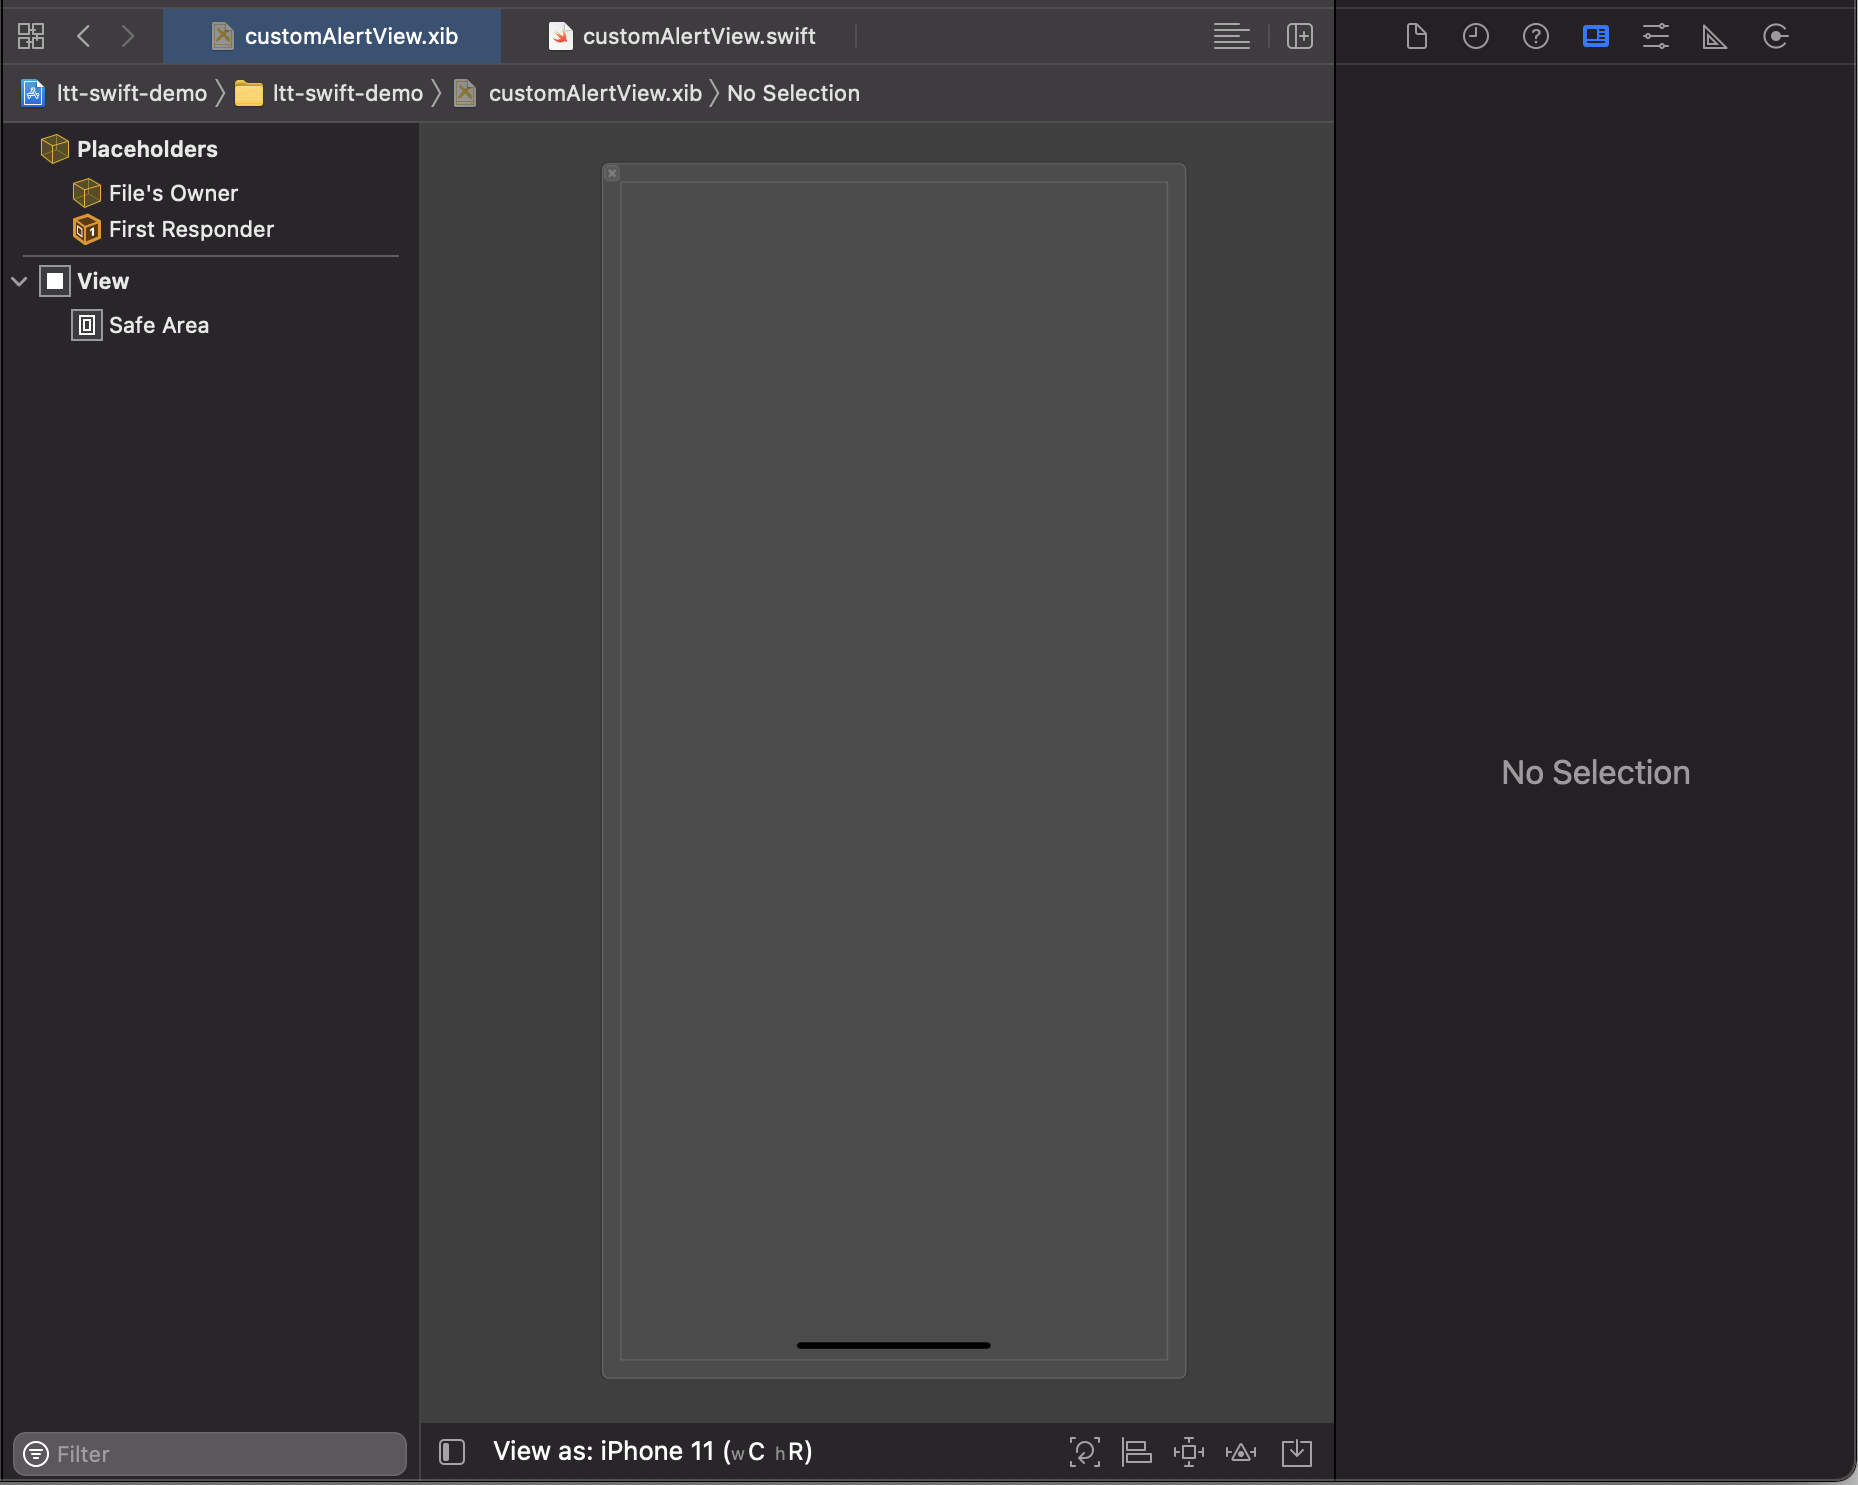 customAlertView.xib
customAlertView.swift
ltt-swift-demo
ltt-swift-demo
customAlertView.xib
No Selection
Placeholders
File's Owner
First Responder
View
Safe Area
No Selection
Filter
View as: iPhone 11 (wC hR)